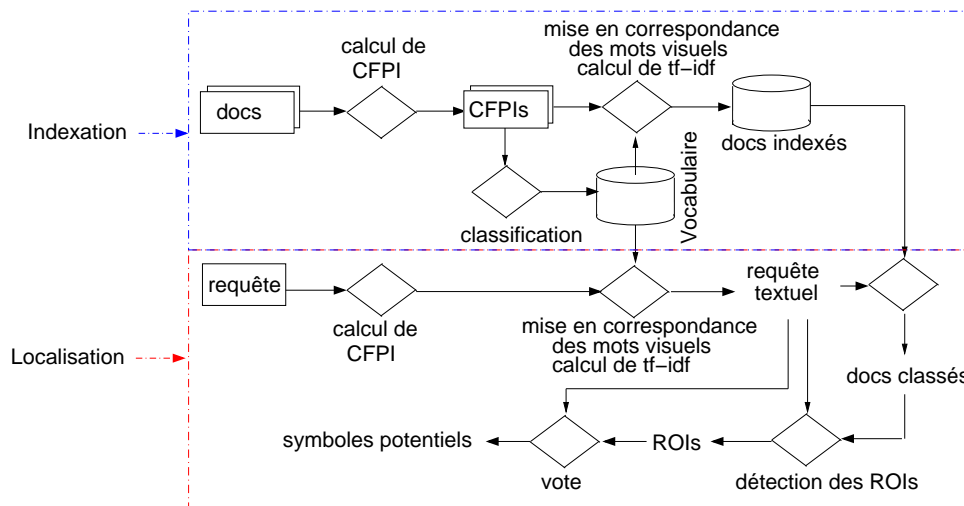 calcul de
CFPI
mise en correspondance
des mots visuels
calcul de tf−idf
docs
CFPIs
Indexation
docs indexés
Vocabulaire
classification
requête
requête
textuel
calcul de
CFPI
mise en correspondance
des mots visuels
calcul de tf−idf
Localisation
docs classés
symboles potentiels
ROIs
vote
détection des ROIs